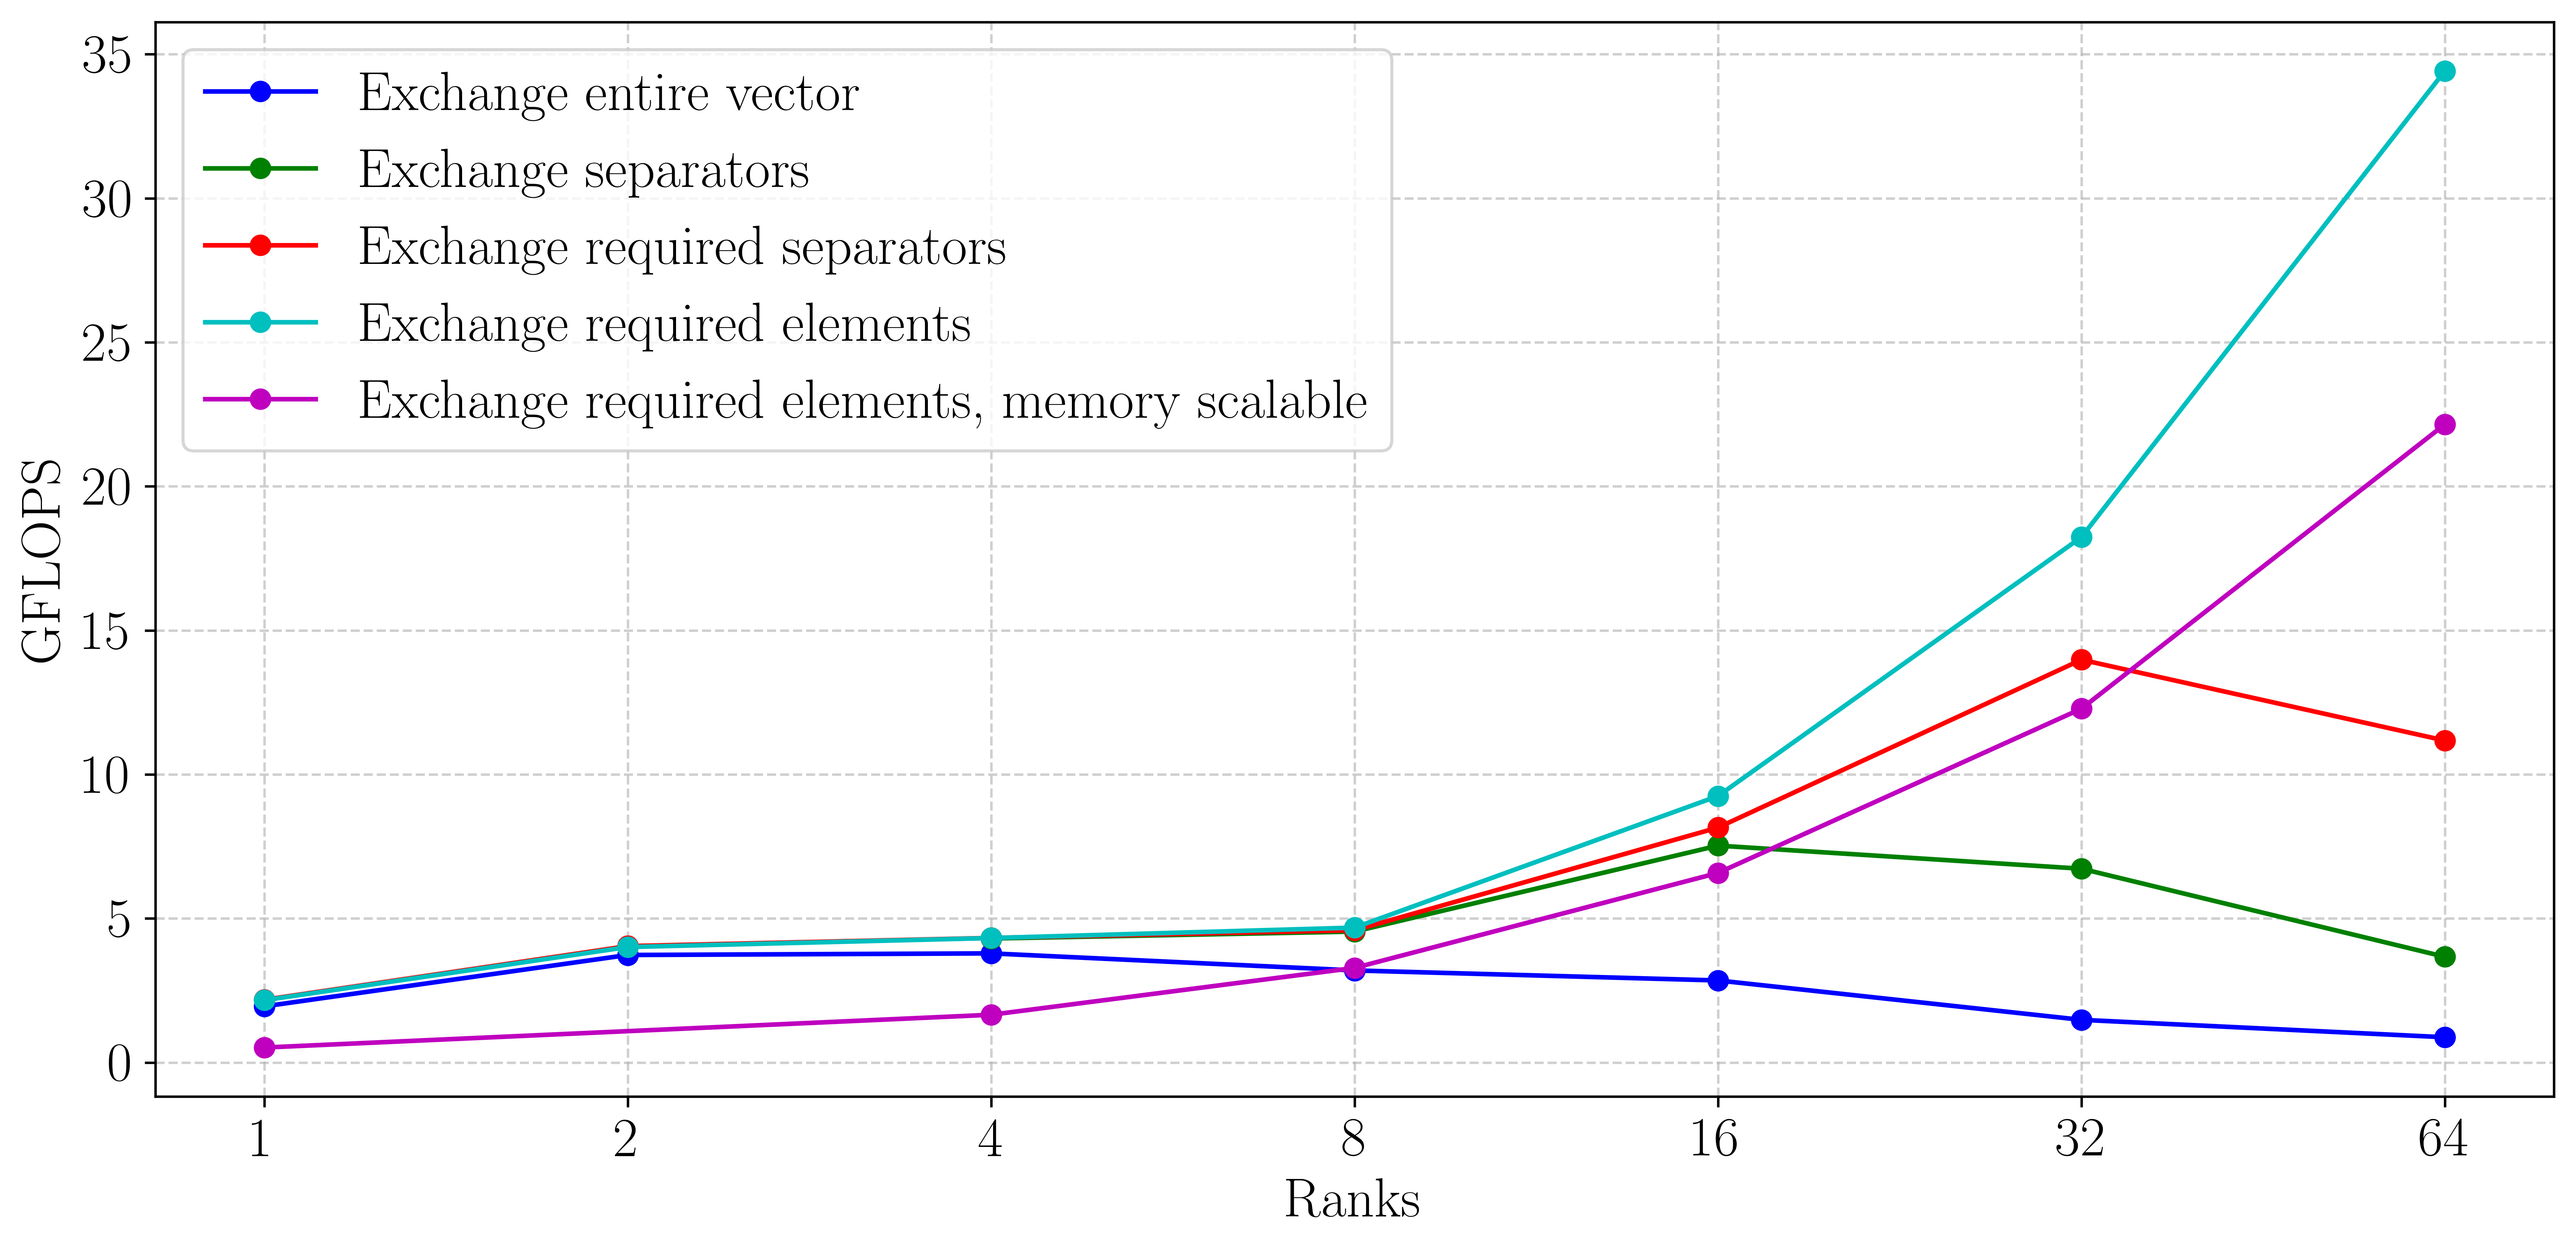 35
30
25
20
15
10
5
0
GFLOPS
Exchange entire vector
Exchange separators
Exchange required separators
Exchange required elements
Exchange required elements, memory scalable
1 2 4 8 16 32 64
Ranks